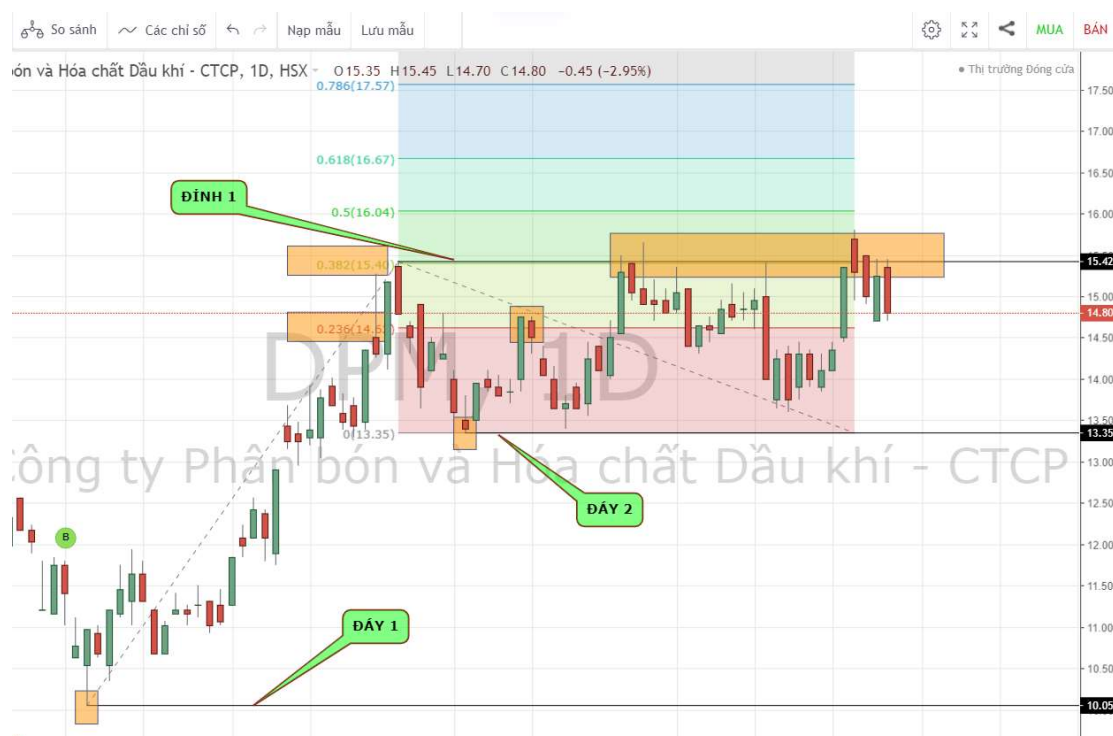 So sánh
Các chỉ số
Nạp mẫu
Lưu mẫu
MUA
BÁN
bón và Hóa chất Dầu khí - CTCP, 1D, HSX
O 15.35 H 15.45 L 14.70 C 14.80 −0.45 (−2.95%)
Thị trường Đóng cửa
0.786(17.57)
17.50
17.00
0.618(16.67)
16.50
ĐỈNH 1
0.5(16.04)
16.00
0.382(15.40)
15.42
15.00
14.80
0.236(14.62)
14.50
DPM, 1D
14.00
13.50
0(13.35)
13.35
công ty Phân bón và Hóa chất Dầu khí - CTCP
13.00
ĐÁY 2
12.50
B
12.00
11.50
ĐÁY 1
11.00
10.50
10.05